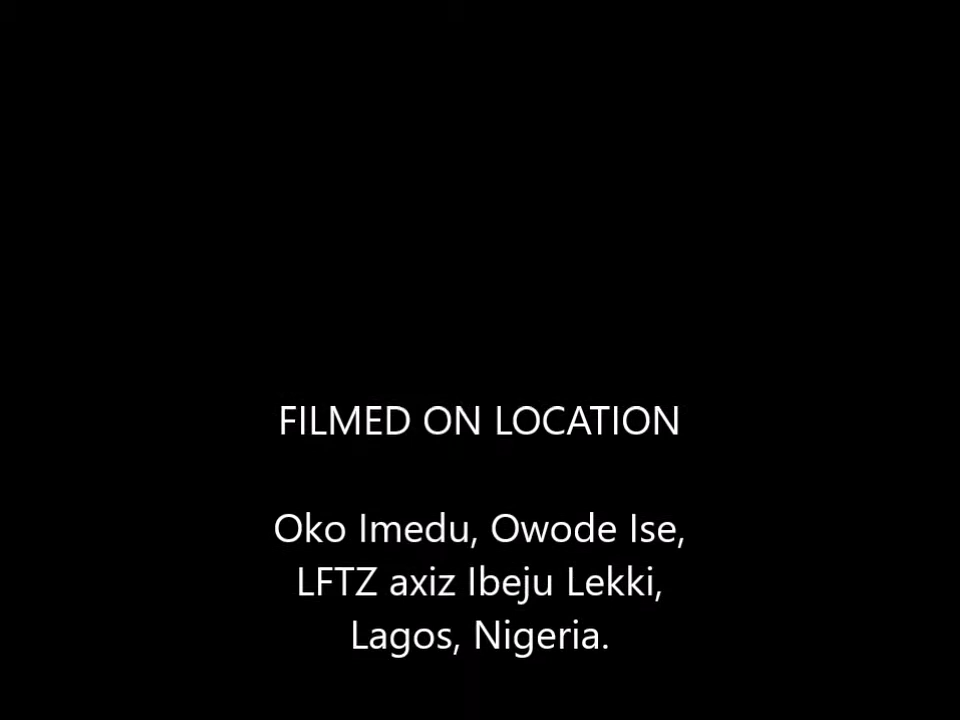 FILMED ON LOCATION
Oko Imedu, Owode Ise,
LFTZ axiz Ibeju Lekki,
Lagos, Nigeria.